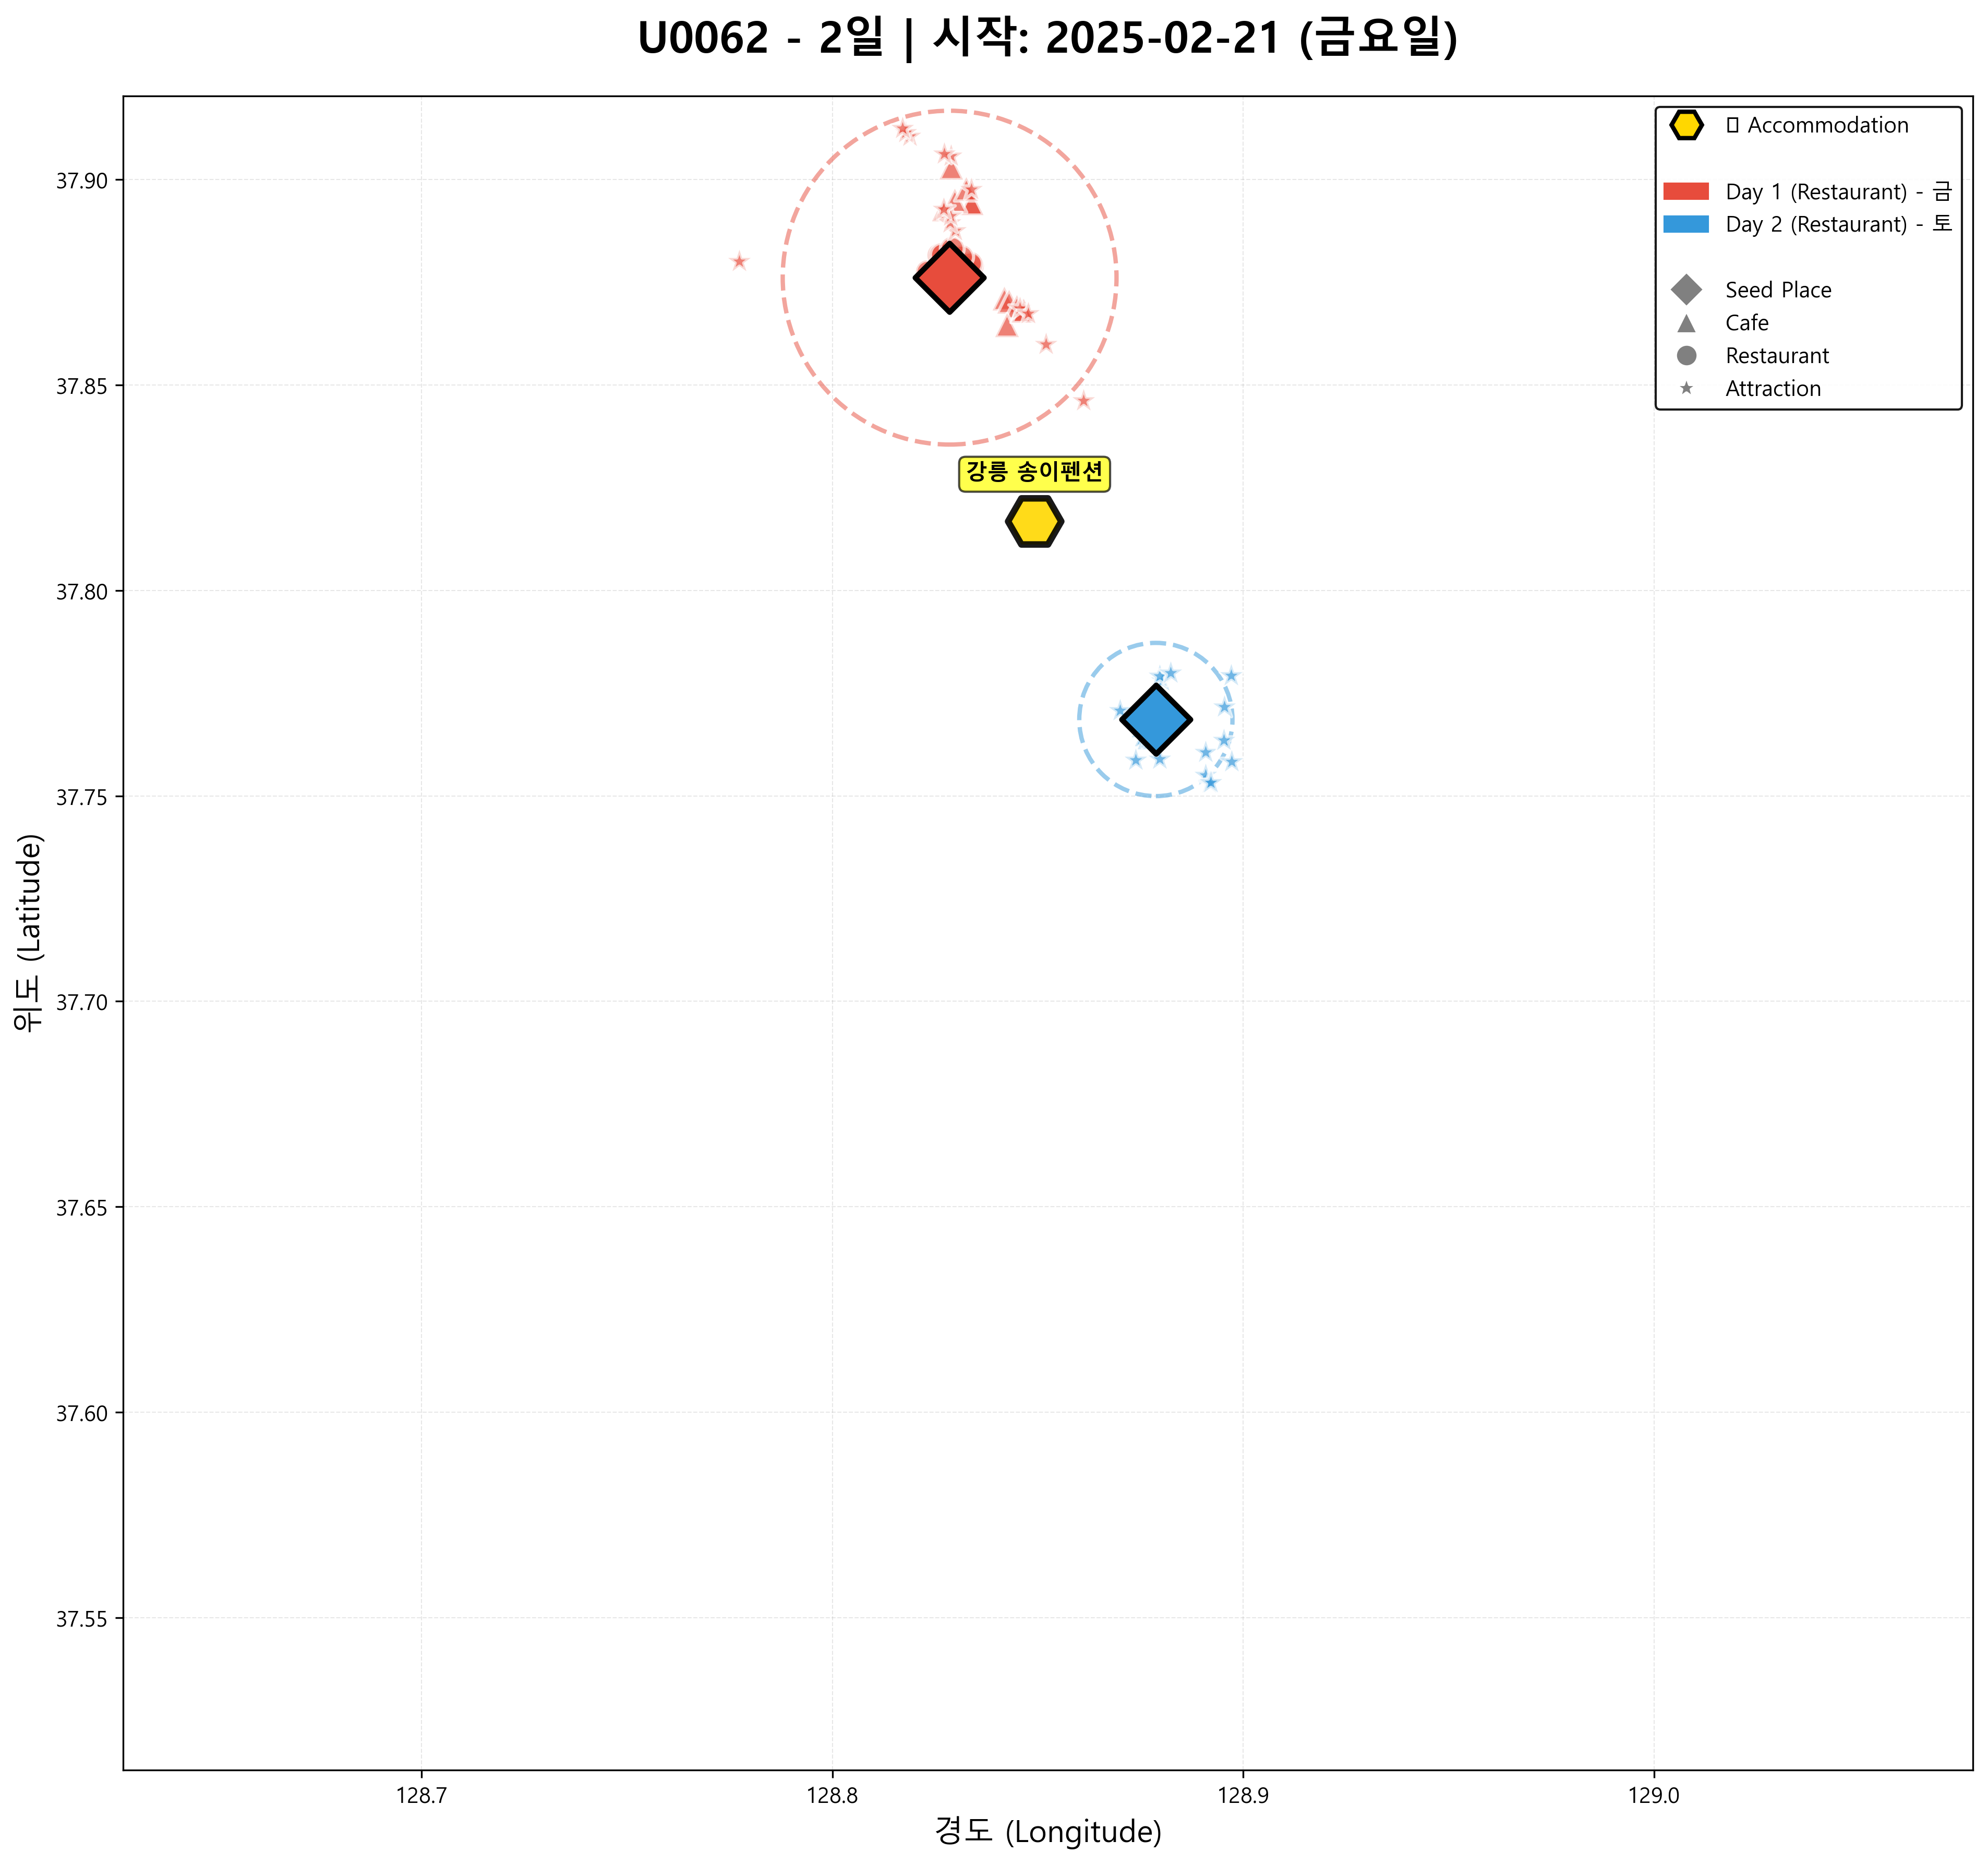 U0062 - 2일 | 시작: 2025-02-21 (금요일)
Accommodation
Day 1 (Restaurant) - 금
Day 2 (Restaurant) - 토
Seed Place
Cafe
Restaurant
Attraction
강릉 송이펜션
37.90
37.85
37.80
37.75
37.70
37.65
37.60
37.55
위도 (Latitude)
128.7
128.8
128.9
129.0
경도 (Longitude)